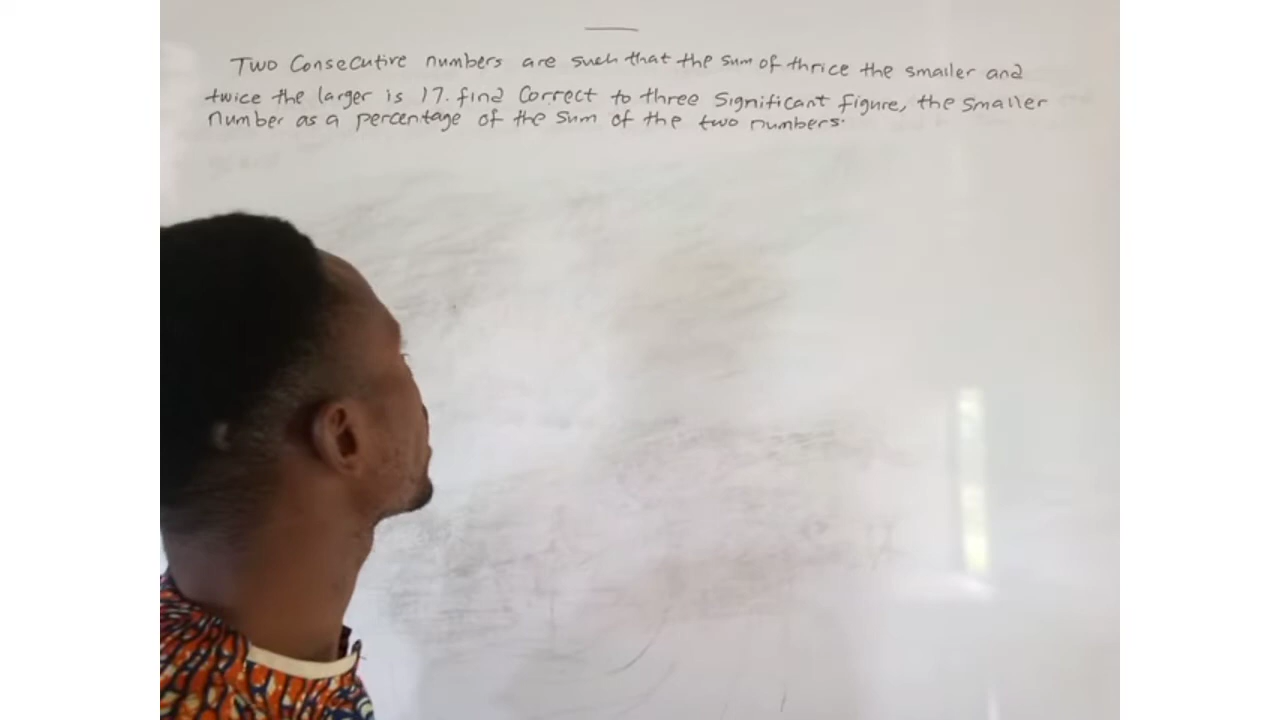 Two Consecutive numbers are such that the sum of thrice the smaller and
twice the larger is 17. find Correct to three Significant figure, the smaller
number as a percentage of the sum of the two numbers.